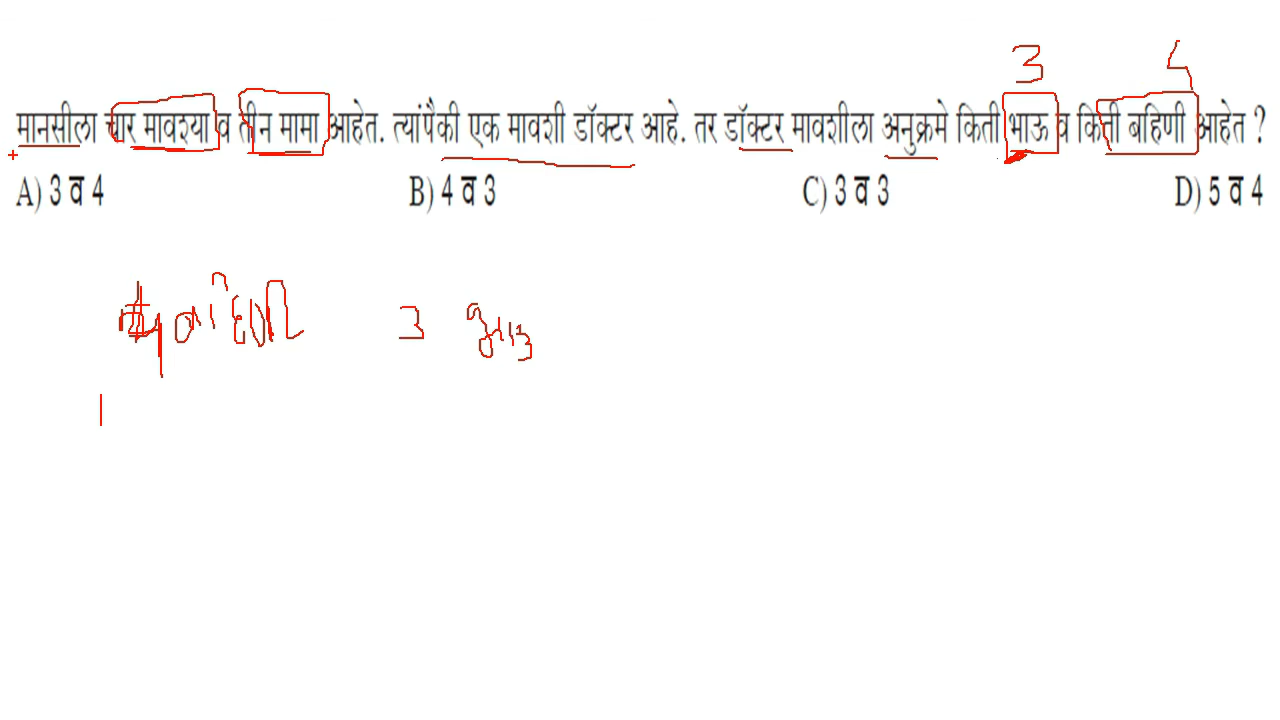 3 4
मानसीला चार मावश्या व तीन मामा आहेत. त्यांपैकी एक मावशी डॉक्टर आहे. तर डॉक्टर मावशीला अनुक्रमे किती भाऊ व किती बहिणी आहेत ?
A) 3 व 4 B) 4 व 3 C) 3 व 3 D) 5 व 4
3 भाऊ